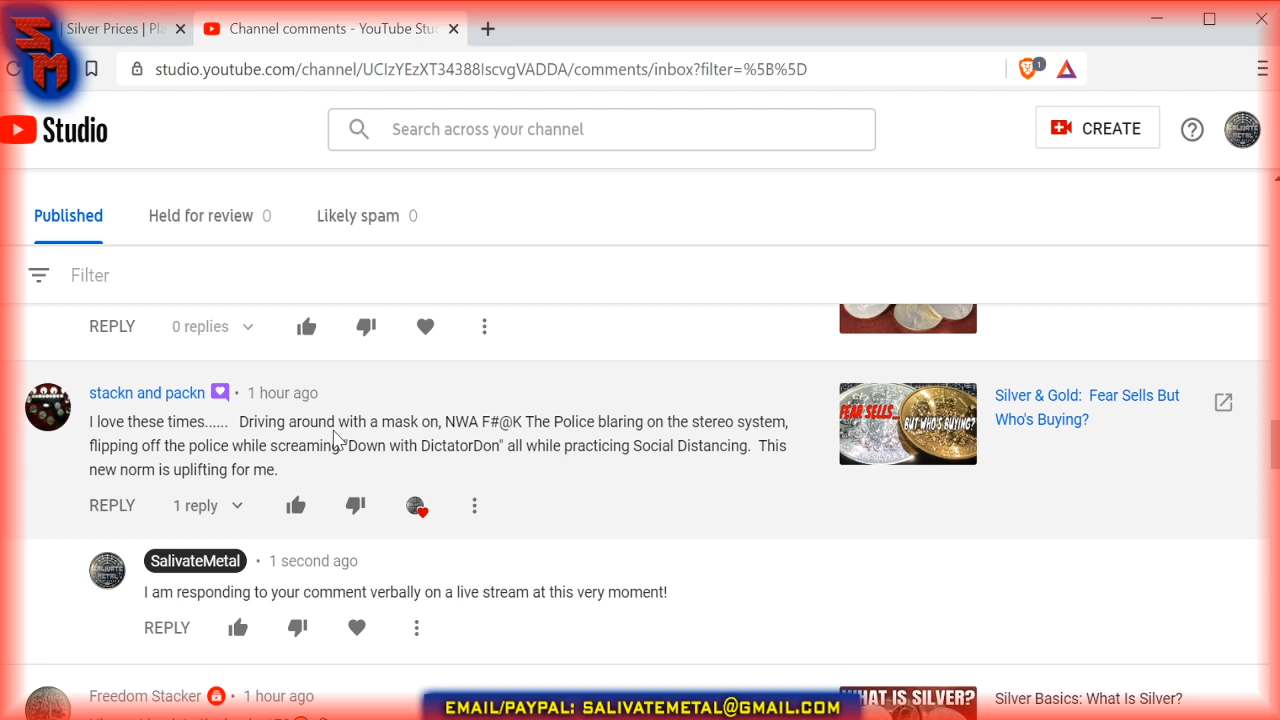 SM
Silver Prices | Pla
Channel comments - YouTube Stu
studio.youtube.com/channel/UClzYEzXT34388IscvgVADDA/comments/inbox?filter=%5B%5D
1
Studio
Search across your channel
CREATE
Published
Held for review 0
Likely spam 0
Filter
REPLY
0 replies
stackn and packn • 1 hour ago
I love these times...... Driving around with a mask on, NWA F#@K The Police blaring on the stereo system,
flipping off the police while screaming "Down with DictatorDon" all while practicing Social Distancing. This
new norm is uplifting for me.
FEAR SELLS...
BUT WHO'S BUYING?
Silver & Gold: Fear Sells But
Who's Buying?
REPLY
1 reply
SalivateMetal • 1 second ago
I am responding to your comment verbally on a live stream at this very moment!
REPLY
Freedom Stacker • 1 hour ago
WHAT IS SILVER?
Silver Basics: What Is Silver?
EMAIL/PAYPAL: SALIVATEMETAL@GMAIL.COM